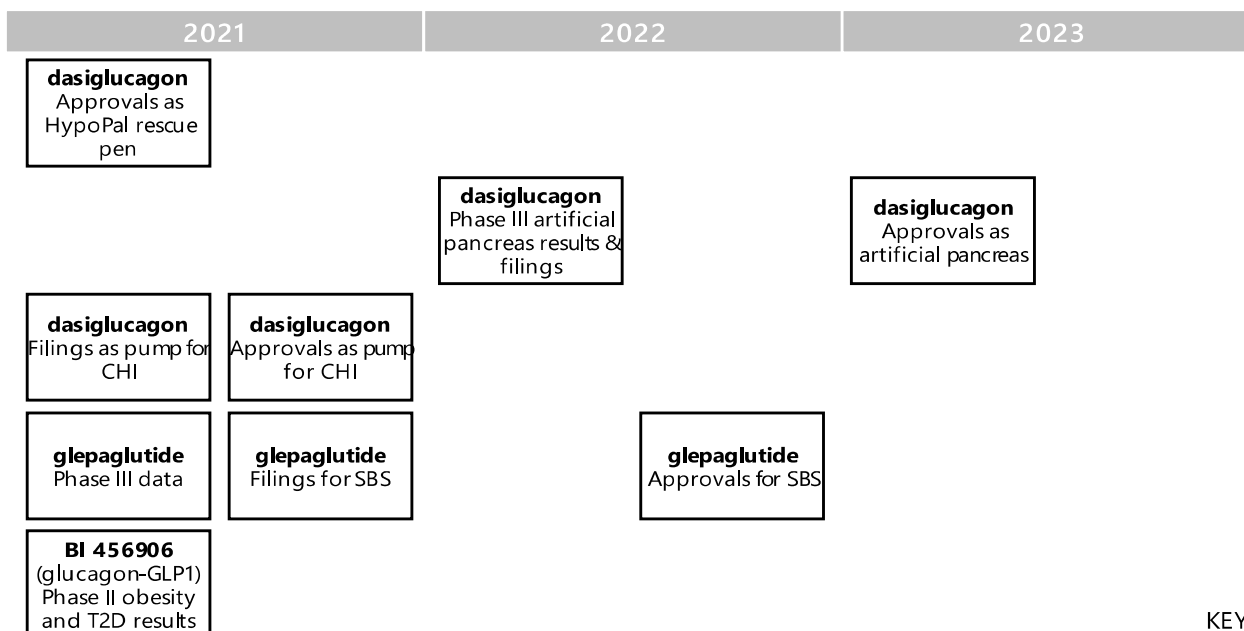 2021
2022
2023
dasiglucagon
Approvals as
HypoPal rescue
pen
dasiglucagon
Phase III artificial
pancreas results &
filings
dasiglucagon
Approvals as
artificial pancreas
dasiglucagon
Filings as pump for
CHI
dasiglucagon
Approvals as pump
for CHI
glepaglutide
Phase III data
glepaglutide
Filings for SBS
glepaglutide
Approvals for SBS
BI 456906
(glucagon-GLP1)
Phase II obesity
and T2D results
KEY